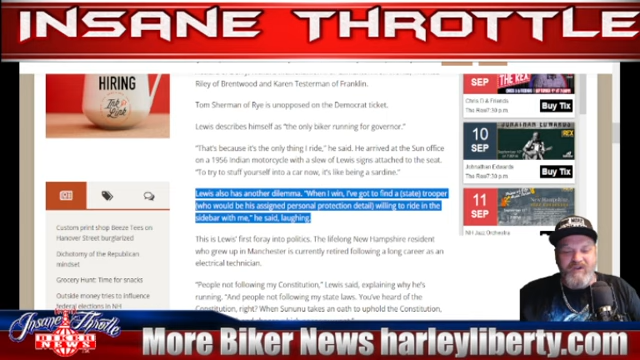 INSANE THROTTLE
Riley of Brentwood and Karen Testerman of Franklin.
Tom Sherman of Rye is unopposed on the Democrat ticket.
Lewis describes himself as "the only biker running for governor."
"That's because it's the only thing I ride," he said. He arrived at the Sun office
on a 1956 Indian motorcycle with a slew of Lewis signs attached to the seat.
"To try to stuff yourself into a car now, it's like being a sardine."
Lewis also has another dilemma. "When I win, I've got to find a (state) trooper
(who would be his assigned personal protection detail) willing to ride in the
sidebar with me," he said, laughing.
This is Lewis' first foray into politics. The lifelong New Hampshire resident
who grew up in Manchester is currently retired following a long career as an
electrical technician.
"People not following my Constitution," Lewis said, explaining why he's
running. "And people not following my state laws. You've heard of the
Constitution, right? When Sununu takes an oath to uphold the Constitution,
HIRING
Custom print shop Beeze Tees on
Hanover Street burglarized
Dichotomy of the Republican
mindset
Grocery Hunt: Time for snacks
Outside money tries to influence
federal elections in NH
SEP
Chris D & Friends
The Rex/7:30 p.m.
Buy Tix
10
SEP
JONATHAN EDWARDS
Johnathan Edwards
The Rex/7:30 p.m.
Buy Tix
11
SEP
NH Jazz Orchestra
Insane Throttle
BIKER
NEWS
More Biker News harleyliberty.com